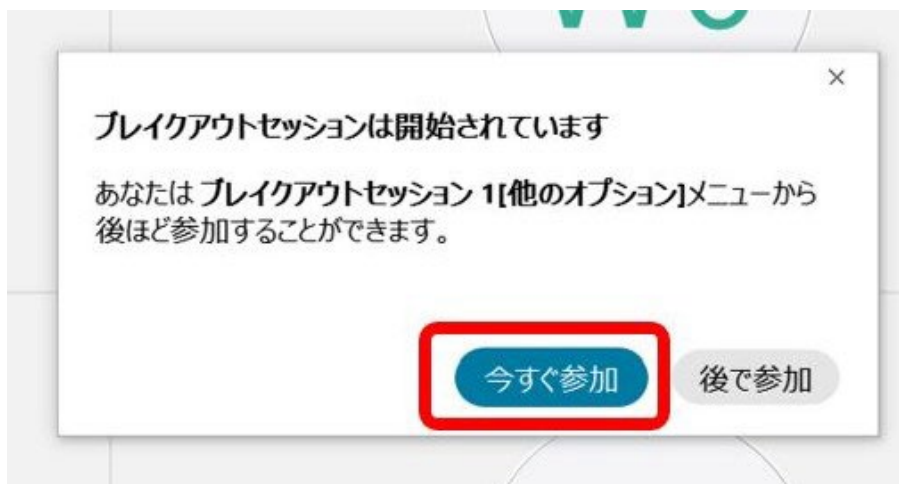 ブレイクアウトセッションは開始されています
あなたは ブレイクアウトセッション 1[他のオプション]メニューから
後ほど参加することができます。
今すぐ参加
後で参加